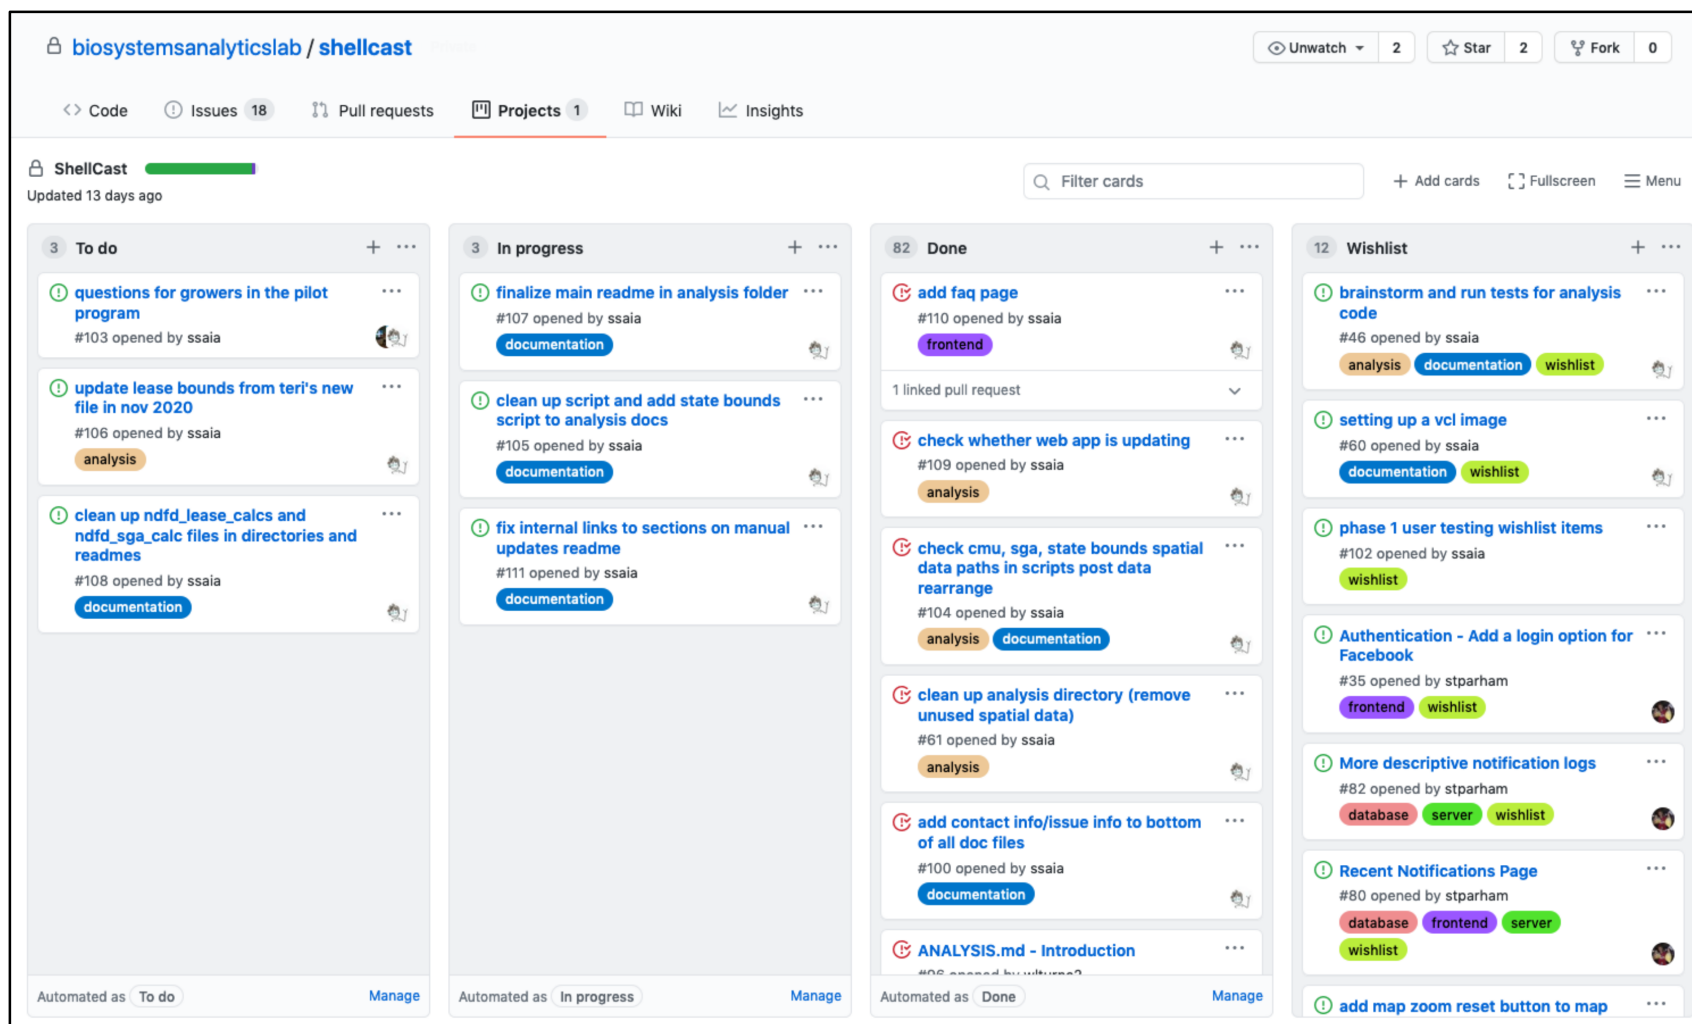 biosystemsanalyticslab / shellcast
Unwatch 2 Star 2 Fork 0
Code Issues 18 Pull requests Projects 1 Wiki Insights
ShellCast
Updated 13 days ago
Filter cards
Add cards Fullscreen Menu
3 To do
questions for growers in the pilot
program
#103 opened by ssaia
update lease bounds from teri's new
file in nov 2020
#106 opened by ssaia
analysis
clean up ndfd_lease_calcs and
ndfd_sga_calc files in directories and
readmes
#108 opened by ssaia
documentation
Automated as To do Manage
3 In progress
finalize main readme in analysis folder
#107 opened by ssaia
documentation
clean up script and add state bounds
script to analysis docs
#105 opened by ssaia
documentation
fix internal links to sections on manual
updates readme
#111 opened by ssaia
documentation
Automated as In progress Manage
82 Done
add faq page
#110 opened by ssaia
frontend
1 linked pull request
check whether web app is updating
#109 opened by ssaia
analysis
check cmu, sga, state bounds spatial
data paths in scripts post data
rearrange
#104 opened by ssaia
analysis documentation
clean up analysis directory (remove
unused spatial data)
#61 opened by ssaia
analysis
add contact info/issue info to bottom
of all doc files
#100 opened by ssaia
documentation
ANALYSIS.md - Introduction
opened by
Automated as Done Manage
12 Wishlist
brainstorm and run tests for analysis
code
#46 opened by ssaia
analysis documentation wishlist
setting up a vcl image
#60 opened by ssaia
documentation wishlist
phase 1 user testing wishlist items
#102 opened by ssaia
wishlist
Authentication - Add a login option for
Facebook
#35 opened by stparham
frontend wishlist
More descriptive notification logs
#82 opened by stparham
database server wishlist
Recent Notifications Page
#80 opened by stparham
database frontend server
wishlist
add map zoom reset button to map